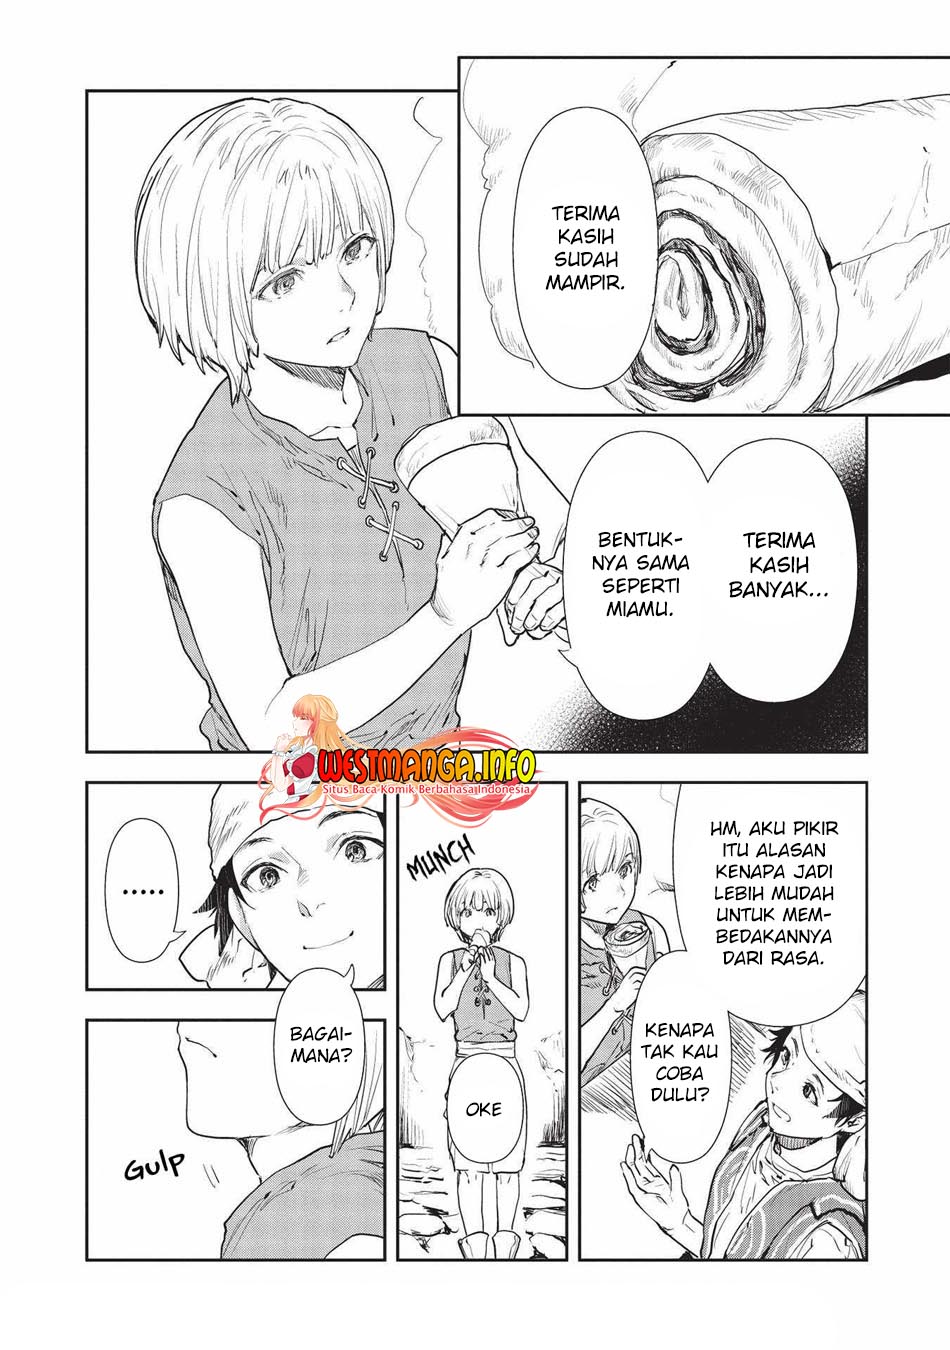 TERIMA
KASIH
SUDAH
MAMPIR.
TERIMA
KASIH
BANYAK...
BENTUK-
NYA SAMA
SEPERTI
MIAMU.
WESTMANGA.INFO
Situs Baca Komik Berbahasa Indonesia
HM, AKU PIKIR
ITU ALASAN
KENAPA JADI
LEBIH MUDAH
UNTUK MEM-
BEDAKANNYA
DARI RASA.
KENAPA
TAK KAU
COBA
DULU?
MUNCH
OKE
.....
BAGAI-
MANA?
GULP